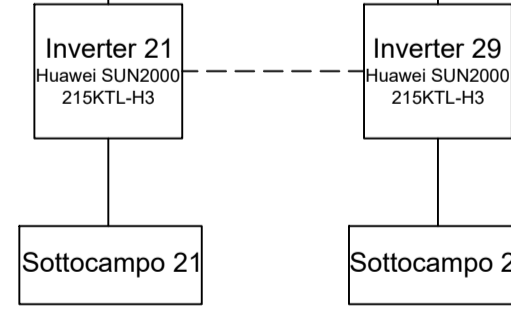 Inverter 21
Huawei SUN2000
215KTL-H3
Inverter 29
Huawei SUN2000
215KTL-H3
Sottocampo 21
Sottocampo 2